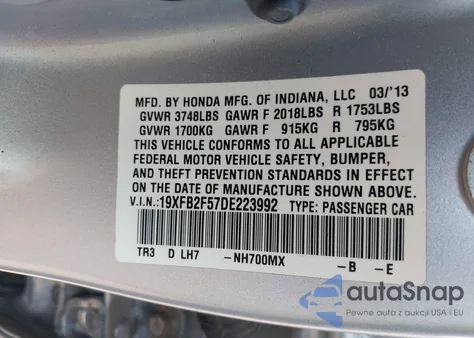 MFD. BY HONDA MFG. OF INDIANA, LLC 03/'13
GVWR 3748LBS GAWR F 2018LBS R 1753LBS
GVWR 1700KG GAWR F 915KG R 795KG
THIS VEHICLE CONFORMS TO ALL APPLICABLE
FEDERAL MOTOR VEHICLE SAFETY, BUMPER,
AND THEFT PREVENTION STANDARDS IN EFFECT
ON THE DATE OF MANUFACTURE SHOWN ABOVE.
V.I.N.:19XFB2F57DE223992 TYPE: PASSENGER CAR
TR3 D LH7 –NH700MX –B –E
autoSnap
Pewne auta z aukcji USA i EU